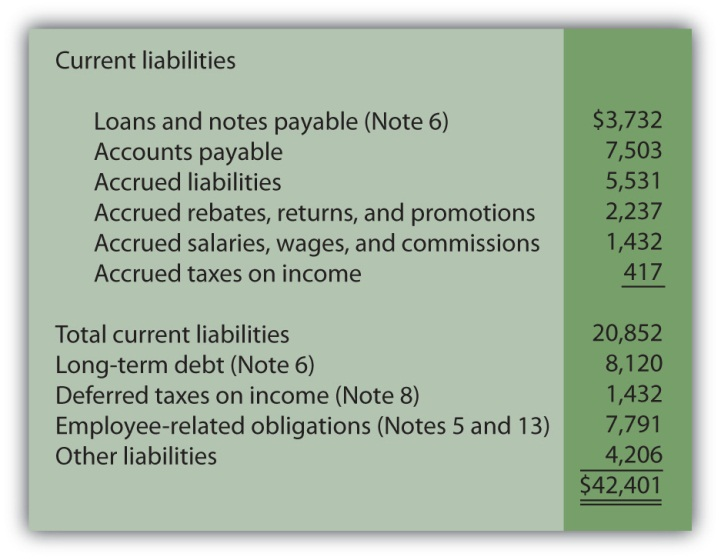 Current liabilities
Loans and notes payable (Note 6) $3,732
Accounts payable 7,503
Accrued liabilities 5,531
Accrued rebates, returns, and promotions 2,237
Accrued salaries, wages, and commissions 1,432
Accrued taxes on income 417
Total current liabilities 20,852
Long-term debt (Note 6) 8,120
Deferred taxes on income (Note 8) 1,432
Employee-related obligations (Notes 5 and 13) 7,791
Other liabilities 4,206
$42,401